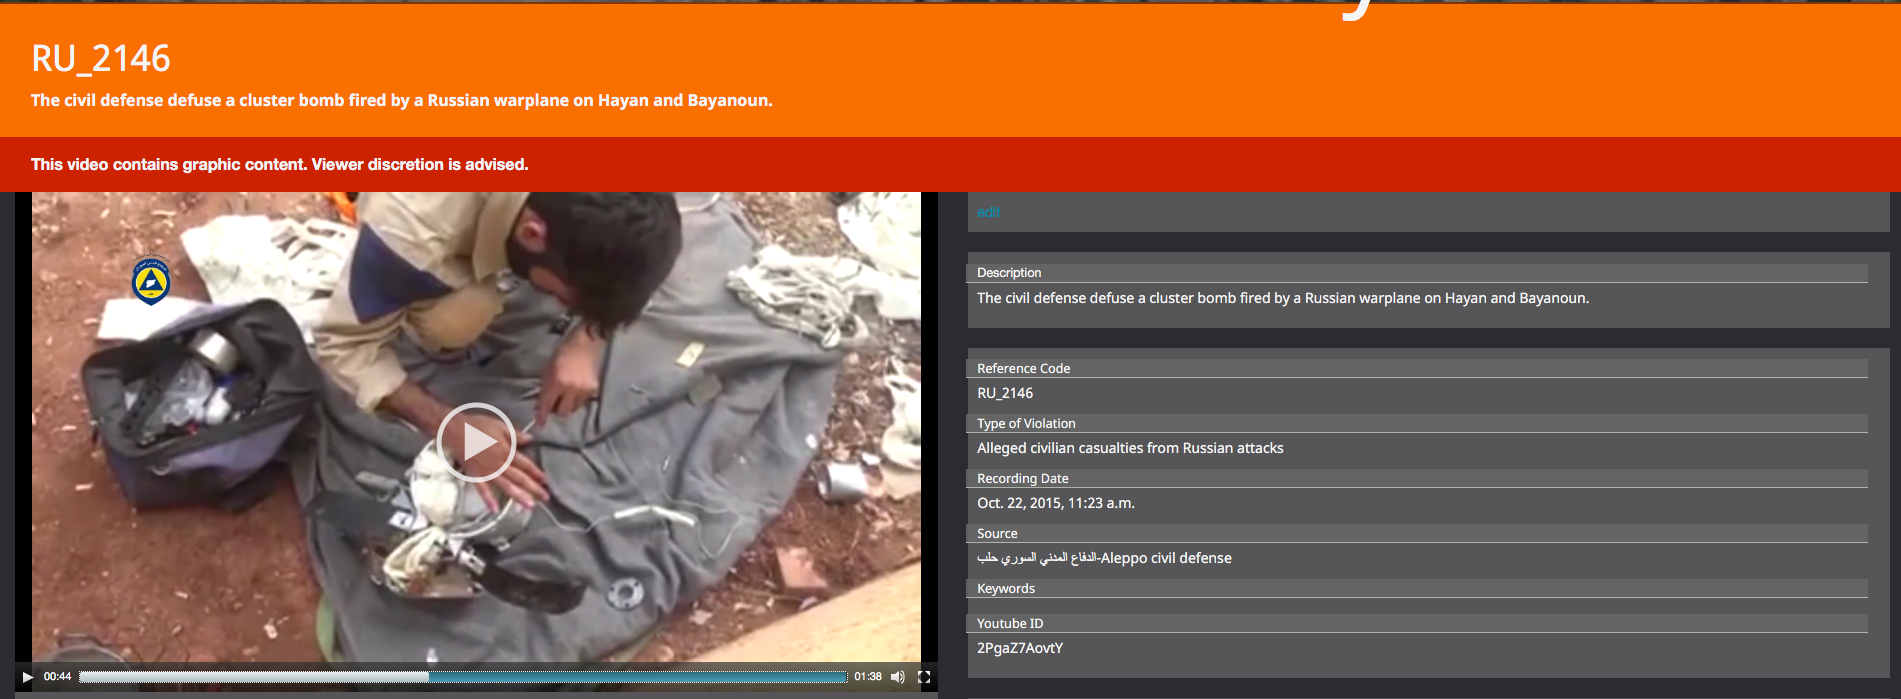 RU_2146
The civil defense defuse a cluster bomb fired by a Russian warplane on Hayan and Bayanoun.
This video contains graphic content. Viewer discretion is advised.
edit
Description
The civil defense defuse a cluster bomb fired by a Russian warplane on Hayan and Bayanoun.
Reference Code
RU_2146
Type of Violation
Alleged civilian casualties from Russian attacks
Recording Date
Oct. 22, 2015, 11:23 a.m.
Source
الدفاع المدني السوري حلب-Aleppo civil defense
Keywords
Youtube ID
2PgaZ7AovtY
00:44
01:38